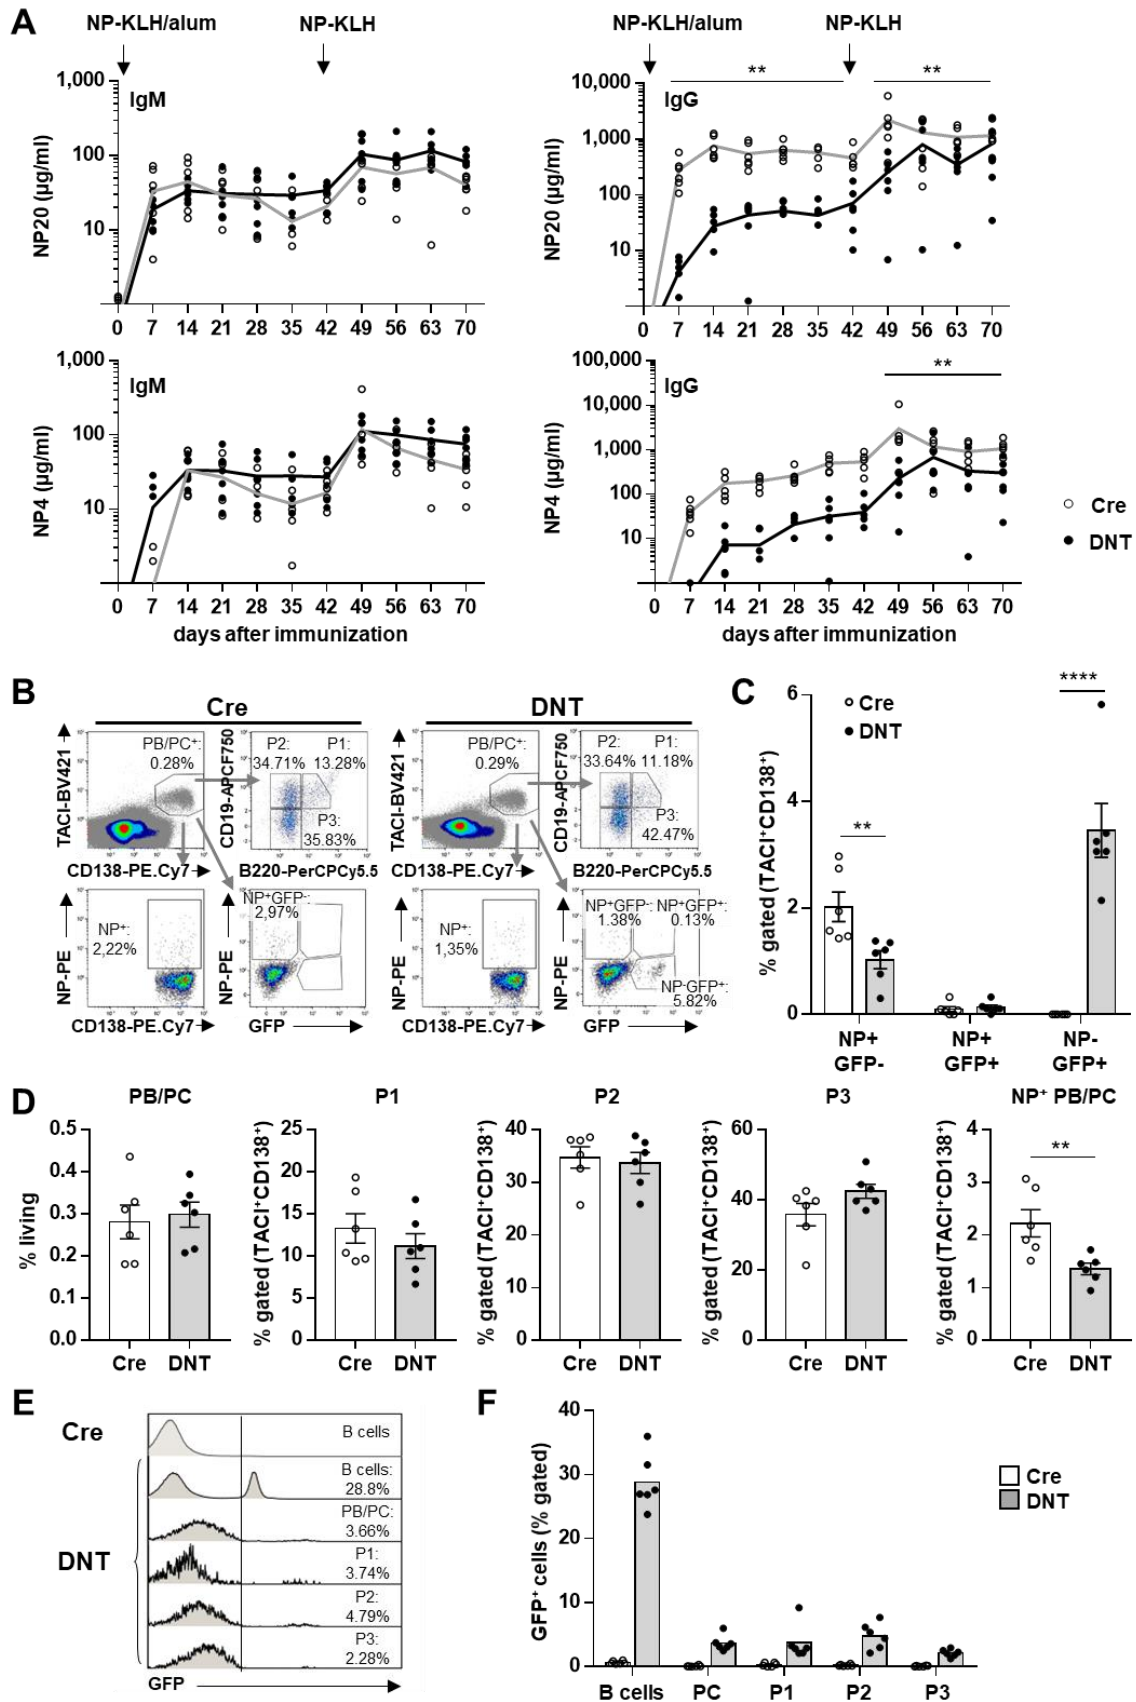 A
NP-KLH/alum NP-KLH
NP-KLH/alum NP-KLH
IgM
NP20 (µg/ml)
1,000
100
10
0 7 14 21 28 35 42 49 56 63 70
** **
IgG
NP20 (µg/ml)
10,000
1,000
100
10
0 7 14 21 28 35 42 49 56 63 70
IgM
NP4 (µg/ml)
1,000
100
10
0 7 14 21 28 35 42 49 56 63 70
days after immunization
**
IgG
NP4 (µg/ml)
100,000
10,000
1,000
100
10
0 7 14 21 28 35 42 49 56 63 70
days after immunization
Cre
DNT
B
Cre
TACI-BV421
PB/PC⁺:
0.28%
CD138-PE.Cy7
CD19-APCF750
P2: P1:
34.71% 13.28%
P3:
35.83%
B220-PerCPCy5.5
NP-PE
NP⁺:
2,22%
CD138-PE.Cy7
NP-PE
NP⁺GFP⁻:
2,97%
GFP
DNT
TACI-BV421
PB/PC⁺:
0.29%
CD138-PE.Cy7
CD19-APCF750
P2: P1:
33.64% 11.18%
P3:
42.47%
B220-PerCPCy5.5
NP-PE
NP⁺:
1,35%
CD138-PE.Cy7
NP-PE
NP⁺GFP⁻: NP⁺GFP⁺:
1.38% 0.13%
NP⁻GFP⁺:
5.82%
GFP
C
% gated (TACI⁺CD138⁺)
6
4
2
0
Cre
DNT
**
****
NP+ NP+ NP-
GFP- GFP+ GFP+
D
PB/PC
% living
0.5
0.4
0.3
0.2
0.1
0.0
Cre DNT
P1
% gated (TACI⁺CD138⁺)
25
20
15
10
5
0
Cre DNT
P2
% gated (TACI⁺CD138⁺)
40
30
20
10
0
Cre DNT
P3
% gated (TACI⁺CD138⁺)
60
40
20
0
Cre DNT
NP⁺ PB/PC
% gated (TACI⁺CD138⁺)
4
3
2
1
0
**
Cre DNT
E
Cre
B cells
DNT
B cells:
28.8%
PB/PC:
3.66%
P1:
3.74%
P2:
4.79%
P3:
2.28%
GFP
F
GFP⁺ cells (% gated)
40
30
20
10
0
B cells PC P1 P2 P3
Cre
DNT